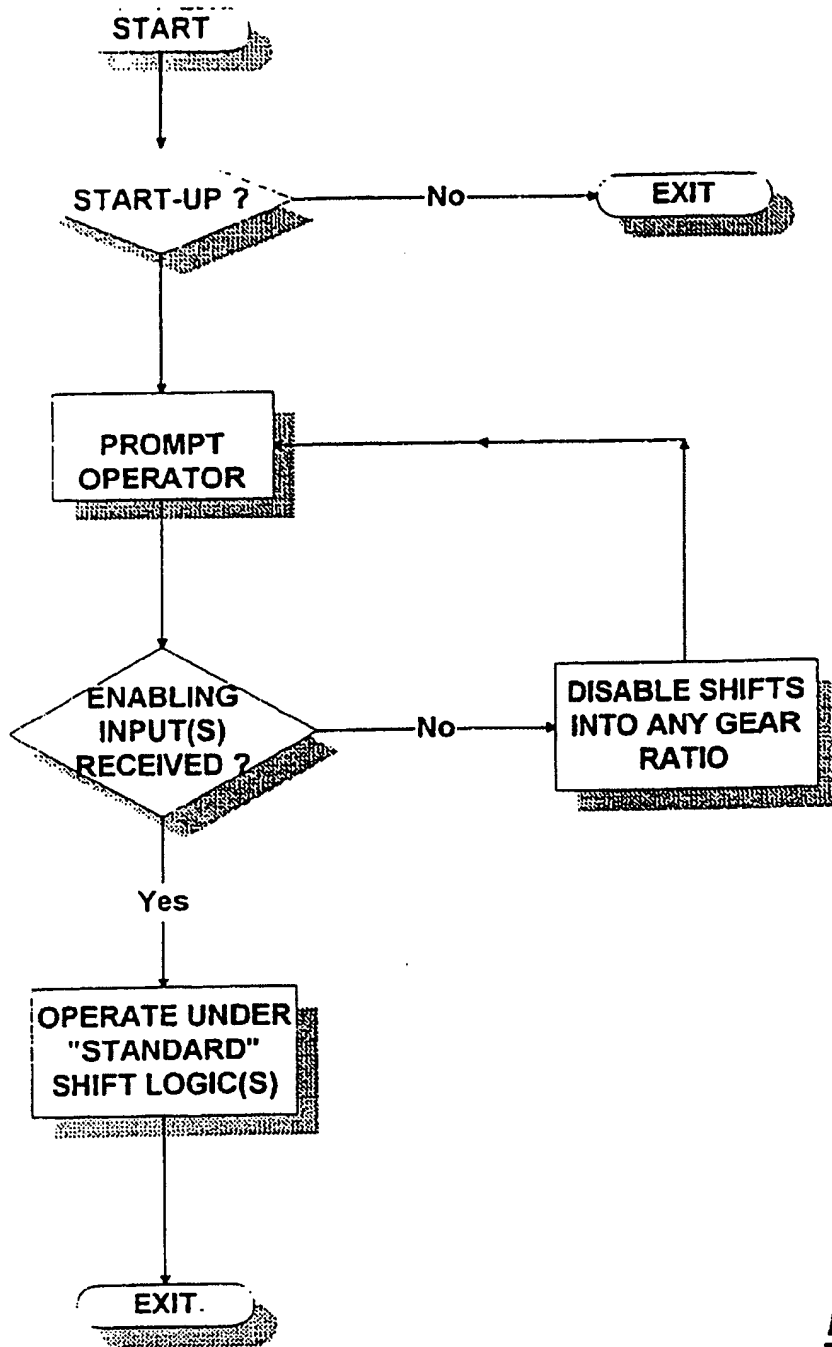 START
START-UP ?
No
EXIT
PROMPT
OPERATOR
ENABLING
INPUT(S)
RECEIVED ?
No
DISABLE SHIFTS
INTO ANY GEAR
RATIO
Yes
OPERATE UNDER
"STANDARD"
SHIFT LOGIC(S)
EXIT.